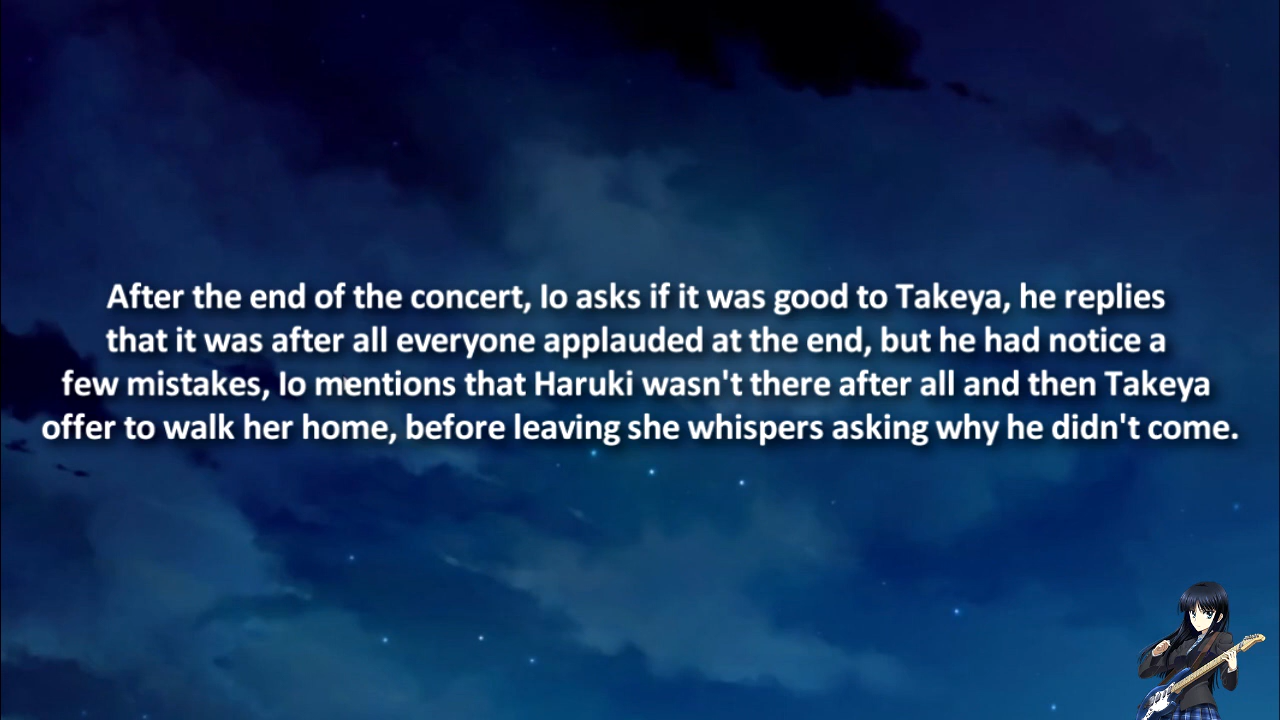 After the end of the concert, Io asks if it was good to Takeya, he replies
that it was after all everyone applauded at the end, but he had notice a
few mistakes, Io mentions that Haruki wasn't there after all and then Takeya
offer to walk her home, before leaving she whispers asking why he didn't come.